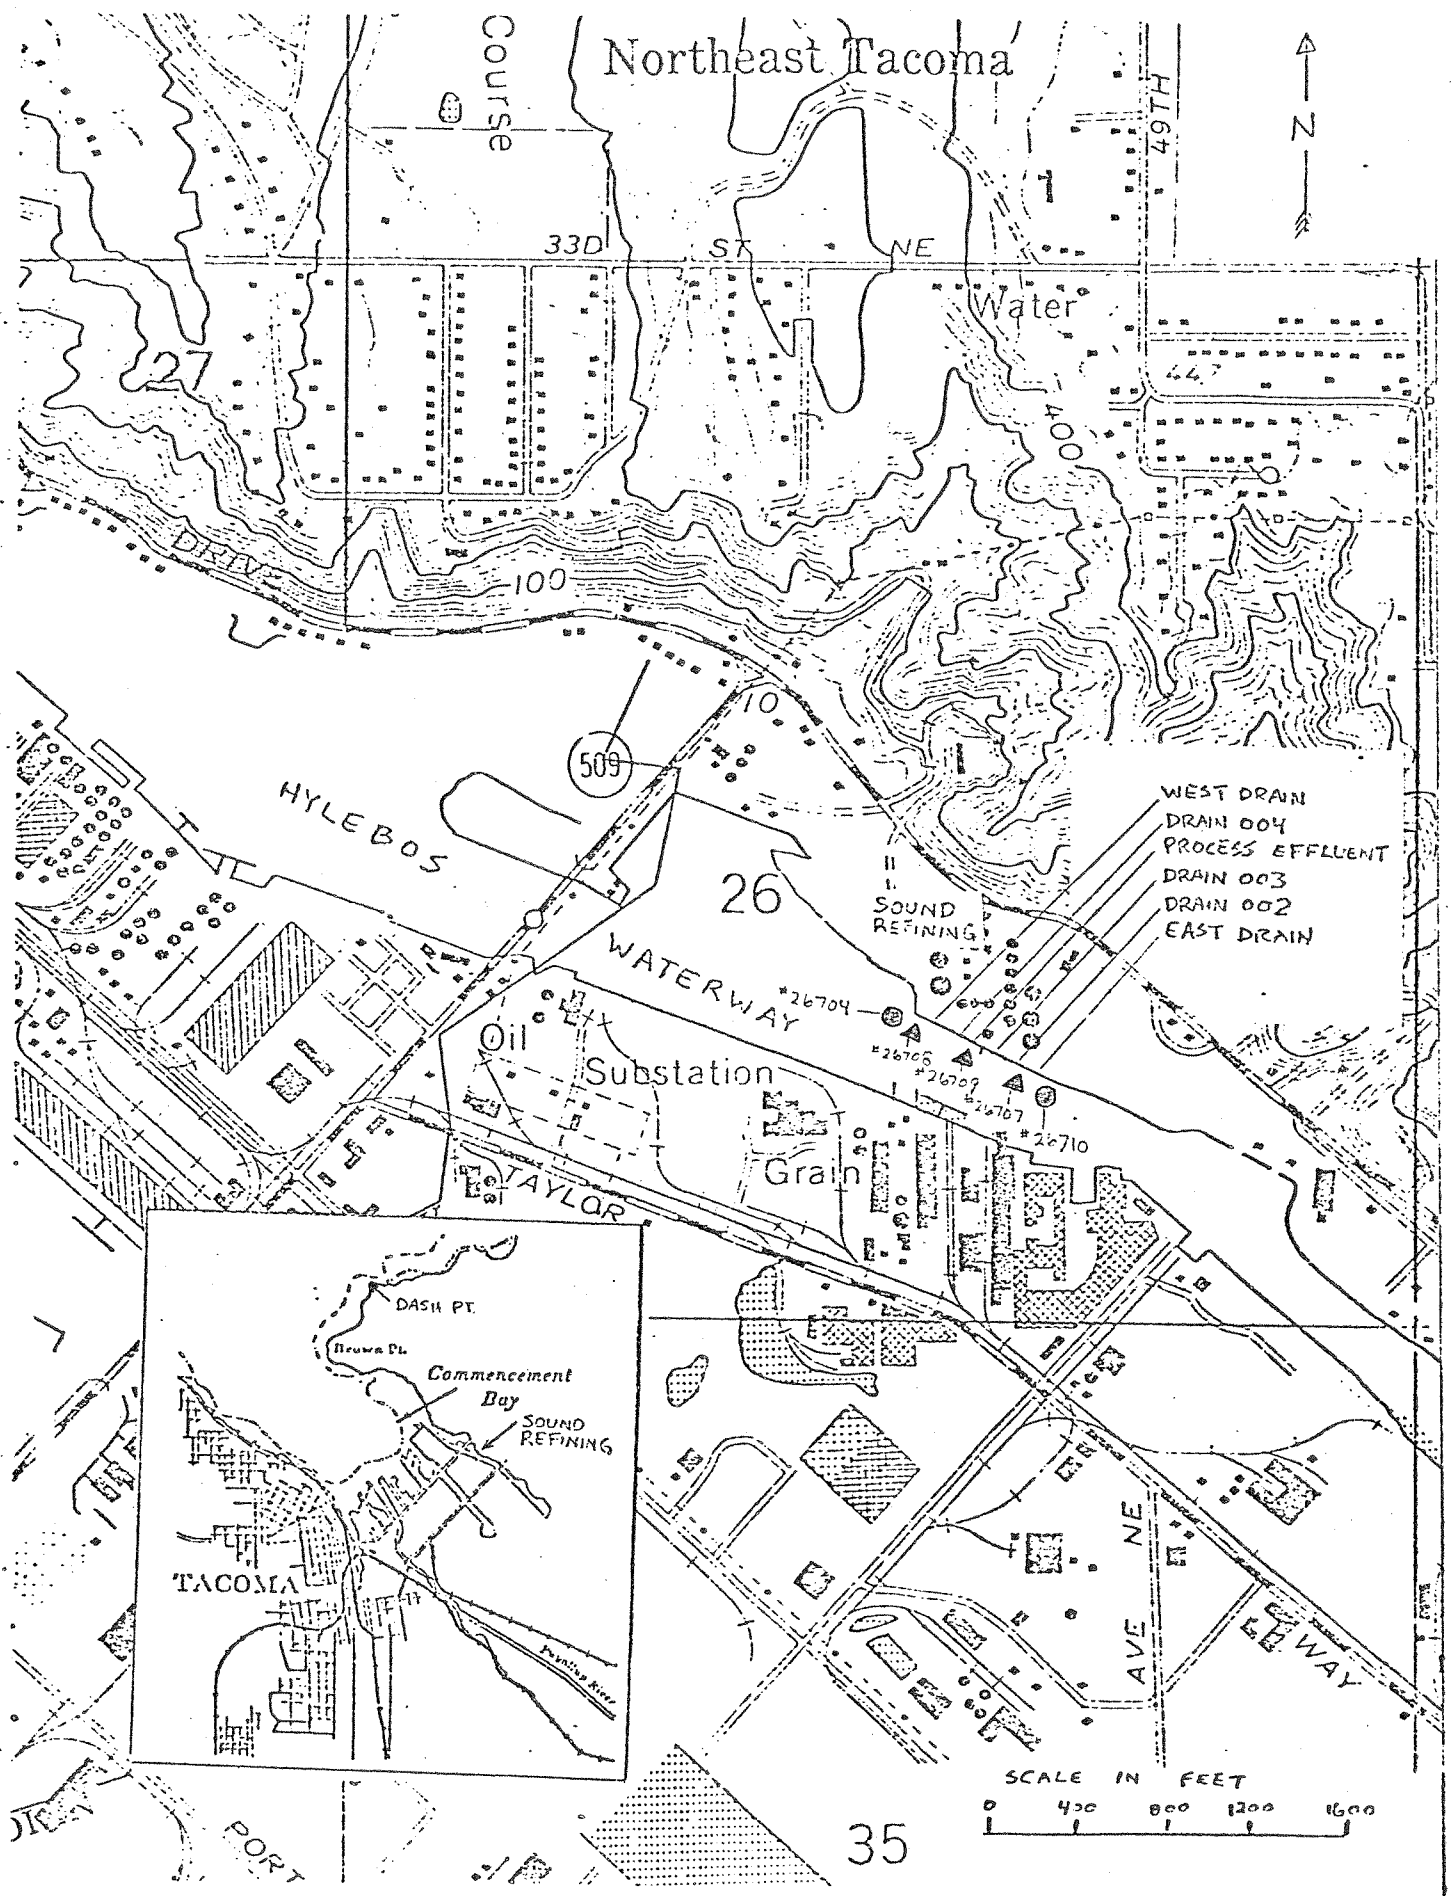 Northeast Tacoma
Course
49TH
N
33D ST NE
Water
27
447
400
DRIVE
100
10
509
HYLEBOS
WATERWAY
26
WEST DRAIN
DRAIN 004
PROCESS EFFLUENT
DRAIN 003
DRAIN 002
EAST DRAIN
SOUND
REFINING
#26704
#26708
#26709
#26707
#26710
Oil
Substation
Grain
TAYLOR
WAY
DASH PT.
Browns Pt.
Commencement
Bay
SOUND
REFINING
TACOMA
Puyallup River
AVE NE
PORT
35
SCALE IN FEET
0 400 800 1200 1600